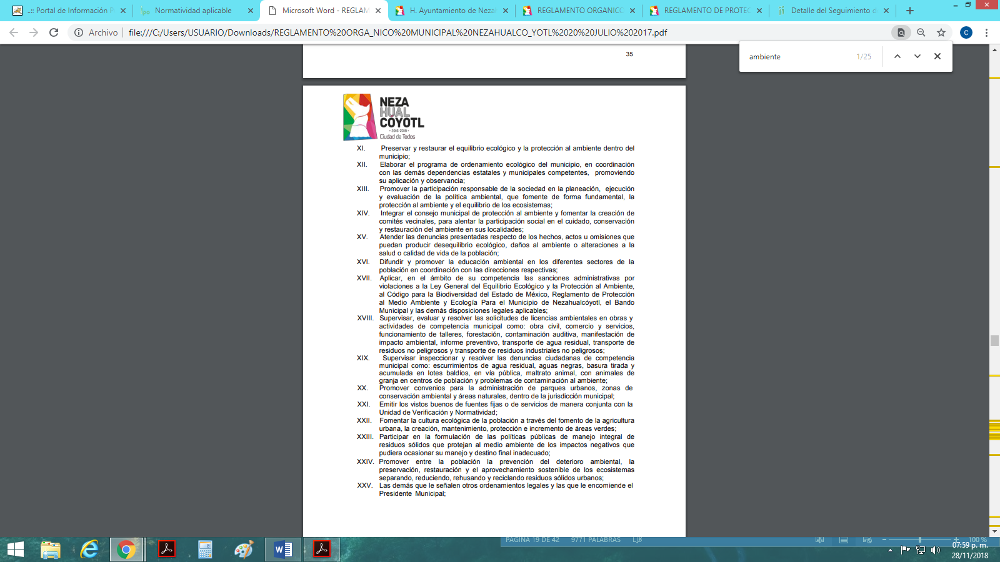 ..:: Portal de Información P
Normatividad aplicable
Microsoft Word - REGLAM
H. Ayuntamiento de Neza
REGLAMENTO ORGANICO
REGLAMENTO DE PROTEC
Detalle del Seguimiento d
Archivo
file:///C:/Users/USUARIO/Downloads/REGLAMENTO%20ORGA_NICO%20MUNICIPAL%20NEZAHUALCO_YOTL%2020%20JULIO%202017.pdf
C
ambiente
1/25
35
NEZA
HUAL
COYOTL
• 2016-2018 •
Ciudad de Todos
XI. Preservar y restaurar el equilibrio ecológico y la protección al ambiente dentro del
municipio;
XII. Elaborar el programa de ordenamiento ecológico del municipio, en coordinación
con las demás dependencias estatales y municipales competentes, promoviendo
su aplicación y observancia;
XIII. Promover la participación responsable de la sociedad en la planeación, ejecución
y evaluación de la política ambiental, que fomente de forma fundamental, la
protección al ambiente y el equilibrio de los ecosistemas;
XIV. Integrar el consejo municipal de protección al ambiente y fomentar la creación de
comités vecinales, para alentar la participación social en el cuidado, conservación
y restauración del ambiente en sus localidades;
XV. Atender las denuncias presentadas respecto de los hechos, actos u omisiones que
puedan producir desequilibrio ecológico, daños al ambiente o alteraciones a la
salud o calidad de vida de la población;
XVI. Difundir y promover la educación ambiental en los diferentes sectores de la
población en coordinación con las direcciones respectivas;
XVII. Aplicar, en el ámbito de su competencia las sanciones administrativas por
violaciones a la Ley General del Equilibrio Ecológico y la Protección al Ambiente,
al Código para la Biodiversidad del Estado de México, Reglamento de Protección
al Medio Ambiente y Ecología Para el Municipio de Nezahualcóyotl, el Bando
Municipal y las demás disposiciones legales aplicables;
XVIII. Supervisar, evaluar y resolver las solicitudes de licencias ambientales en obras y
actividades de competencia municipal como: obra civil, comercio y servicios,
funcionamiento de talleres, forestación, contaminación auditiva, manifestación de
impacto ambiental, informe preventivo, transporte de agua residual, transporte de
residuos no peligrosos y transporte de residuos industriales no peligrosos;
XIX. Supervisar inspeccionar y resolver las denuncias ciudadanas de competencia
municipal como: escurrimientos de agua residual, aguas negras, basura tirada y
acumulada en lotes baldíos, en vía pública, maltrato animal, con animales de
granja en centros de población y problemas de contaminación al ambiente;
XX. Promover convenios para la administración de parques urbanos, zonas de
conservación ambiental y áreas naturales, dentro de la jurisdicción municipal;
XXI. Emitir los vistos buenos de fuentes fijas o de servicios de manera conjunta con la
Unidad de Verificación y Normatividad;
XXII. Fomentar la cultura ecológica de la población a través del fomento de la agricultura
urbana, la creación, mantenimiento, protección e incremento de áreas verdes;
XXIII. Participar en la formulación de las políticas públicas de manejo integral de
residuos sólidos que protejan al medio ambiente de los impactos negativos que
pudiera ocasionar su manejo y destino final inadecuado;
XXIV. Promover entre la población la prevención del deterioro ambiental, la
preservación, restauración y el aprovechamiento sostenible de los ecosistemas
separando, reduciendo, rehusando y reciclando residuos sólidos urbanos;
XXV. Las demás que le señalen otros ordenamientos legales y las que le encomiende el
Presidente Municipal;
PÁGINA 19 DE 42
9771 PALABRAS
100 %
07:59 p. m.
28/11/2018